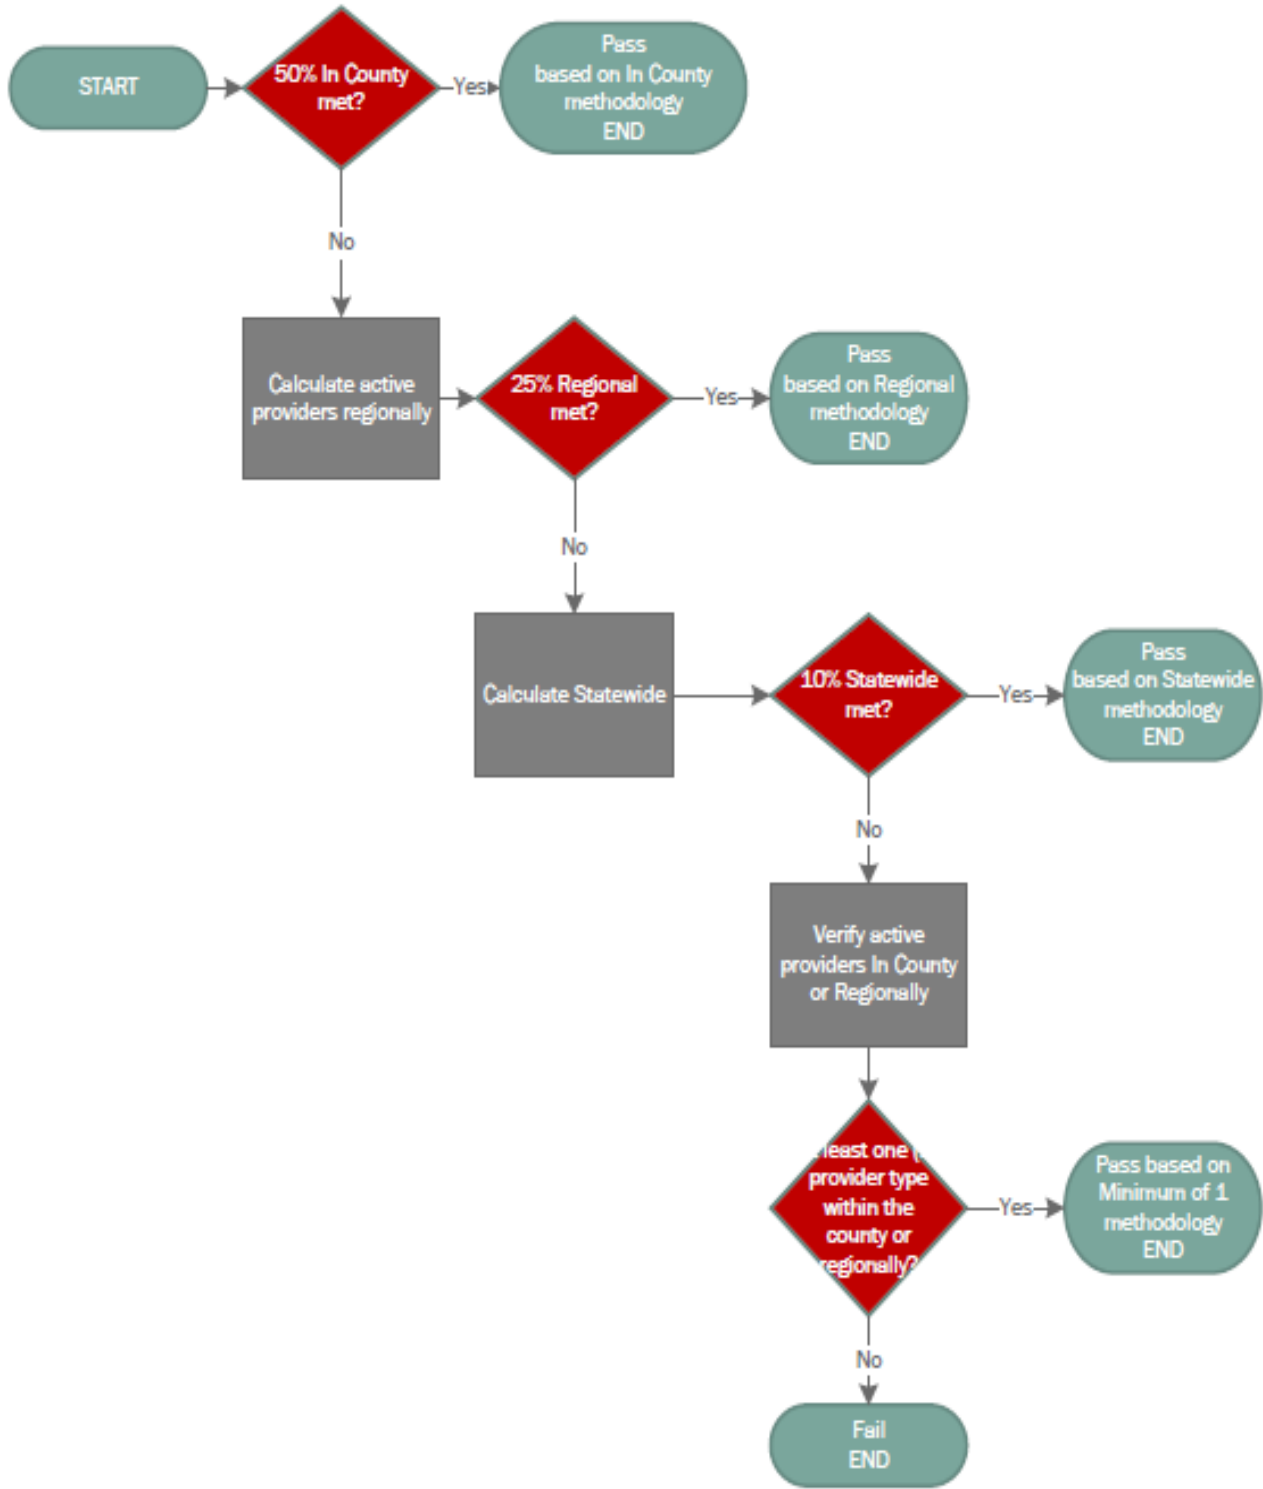 START
50% In County
met?
Yes
Pass
based on In County
methodology
END
No
Calculate active
providers regionally
25% Regional
met?
Yes
Pass
based on Regional
methodology
END
No
Calculate Statewide
10% Statewide
met?
Yes
Pass
based on Statewide
methodology
END
No
Verify active
providers In County
or Regionally
least one (
provider type
within the
county or
regionally?
Yes
Pass based on
Minimum of 1
methodology
END
No
Fail
END